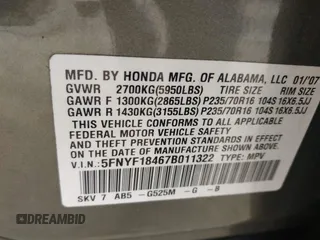 MFD. BY HONDA MFG. OF ALABAMA, LLC 01/'07
GVWR 2700KG(5950LBS) TIRE SIZE RIM SIZE
GAWR F 1300KG(2865LBS) P235/70R16 104S 16X6.5JJ
GAWR R 1430KG(3155LBS) P235/70R16 104S 16X6.5JJ
THIS VEHICLE CONFORMS TO ALL APPLICABLE
FEDERAL MOTOR VEHICLE SAFETY
AND THEFT PREVENTION STANDARDS IN EFFECT
ON THE DATE OF MANUFACTURE SHOWN ABOVE.
V.I.N.: 5FNYF18467B011322 TYPE: MPV
SKV 7 AB5 -G525M -G -B
DREAMBID